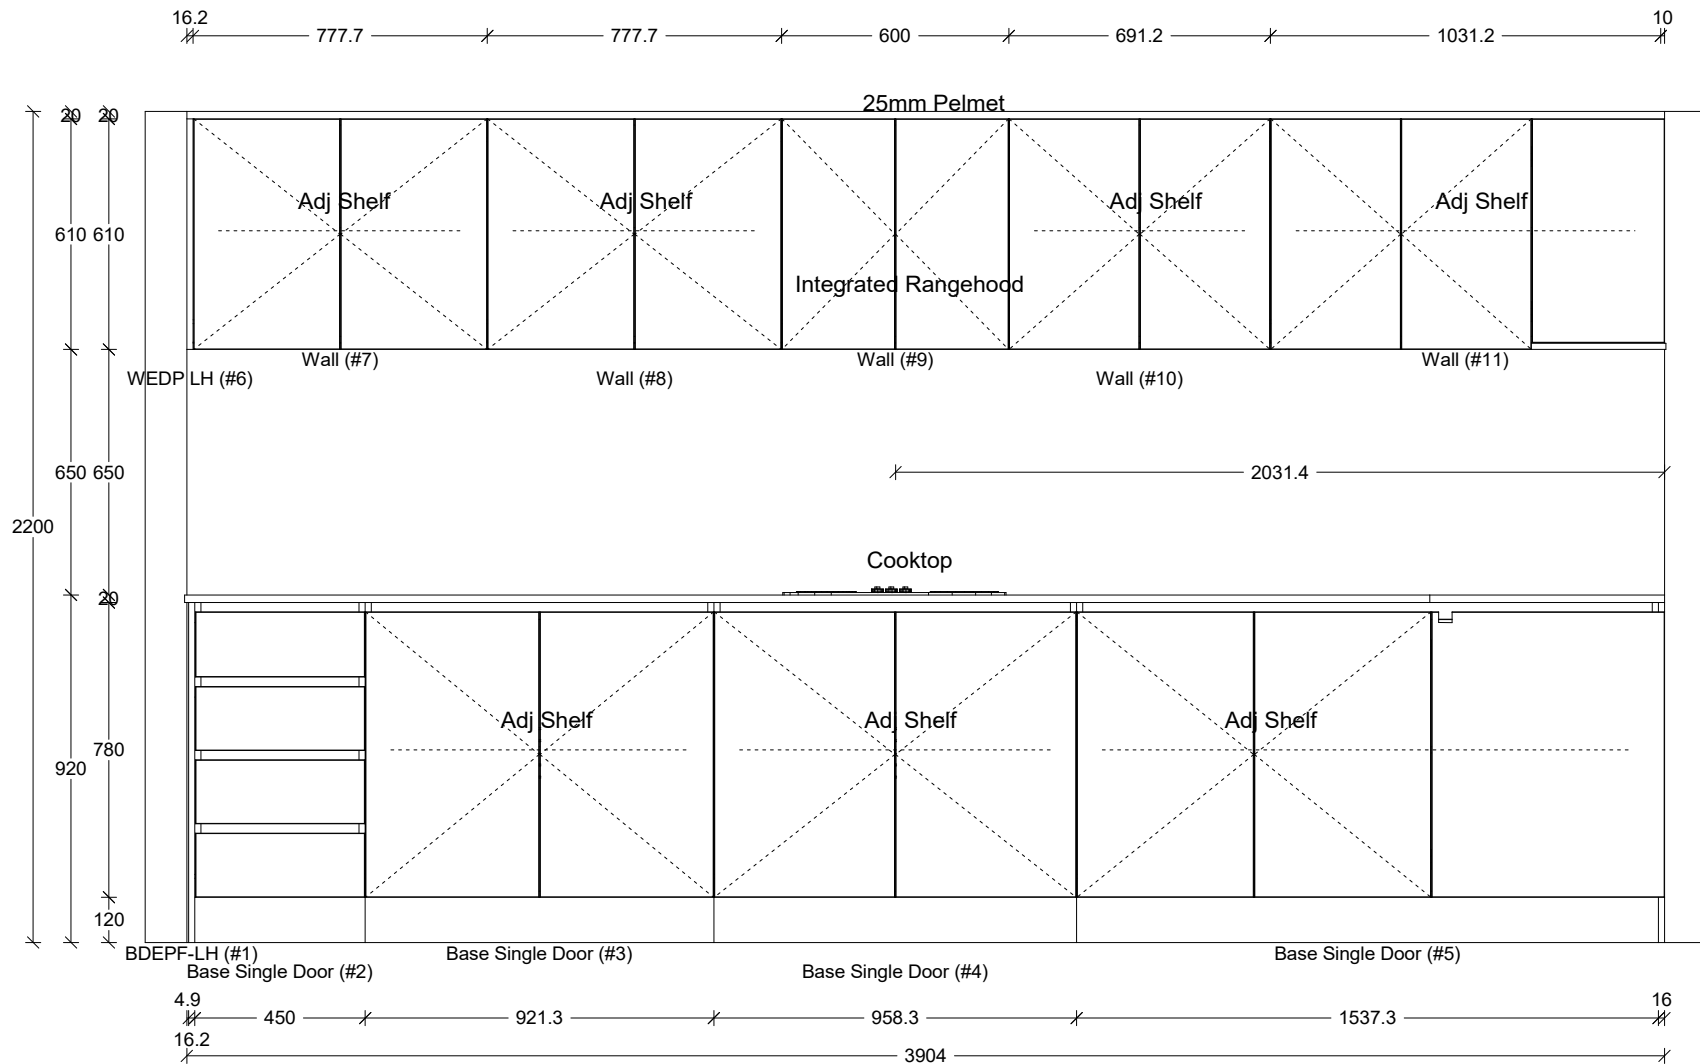 16.2
10
777.7
777.7
600
691.2
1031.2
25mm Pelmet
20
20
Adj Shelf
Adj Shelf
Adj Shelf
Adj Shelf
610
610
Integrated Rangehood
Wall (#7)
Wall (#9)
Wall (#11)
WEDP LH (#6)
Wall (#8)
Wall (#10)
650
650
2031.4
2200
Cooktop
20
Adj Shelf
Adj Shelf
Adj Shelf
780
920
120
BDEPF-LH (#1)
Base Single Door (#3)
Base Single Door (#5)
Base Single Door (#2)
Base Single Door (#4)
4.9
16
450
921.3
958.3
1537.3
16.2
3904